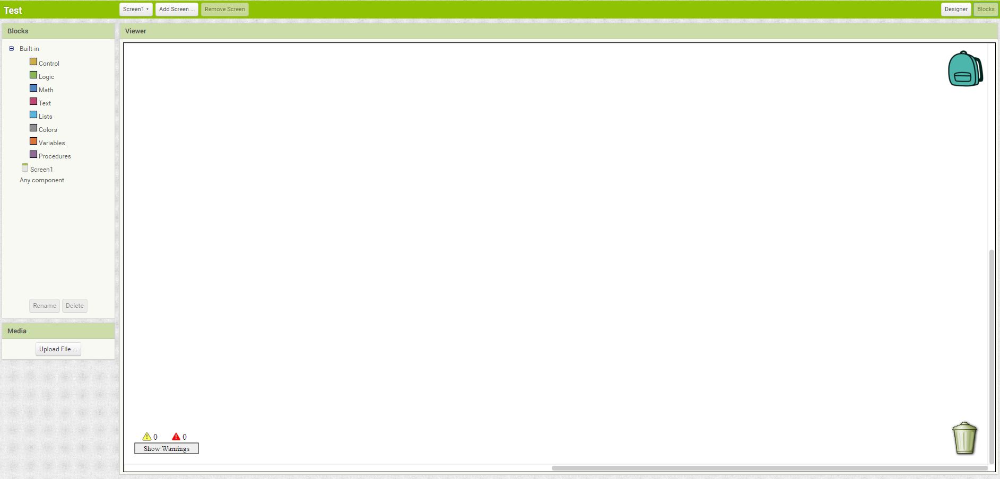 Test
Screen1
Add Screen ...
Remove Screen
Designer
Blocks
Blocks
Viewer
Built-in
Control
Logic
Math
Text
Lists
Colors
Variables
Procedures
Screen1
Any component
Rename
Delete
Media
Upload File ...
0
0
Show Warnings